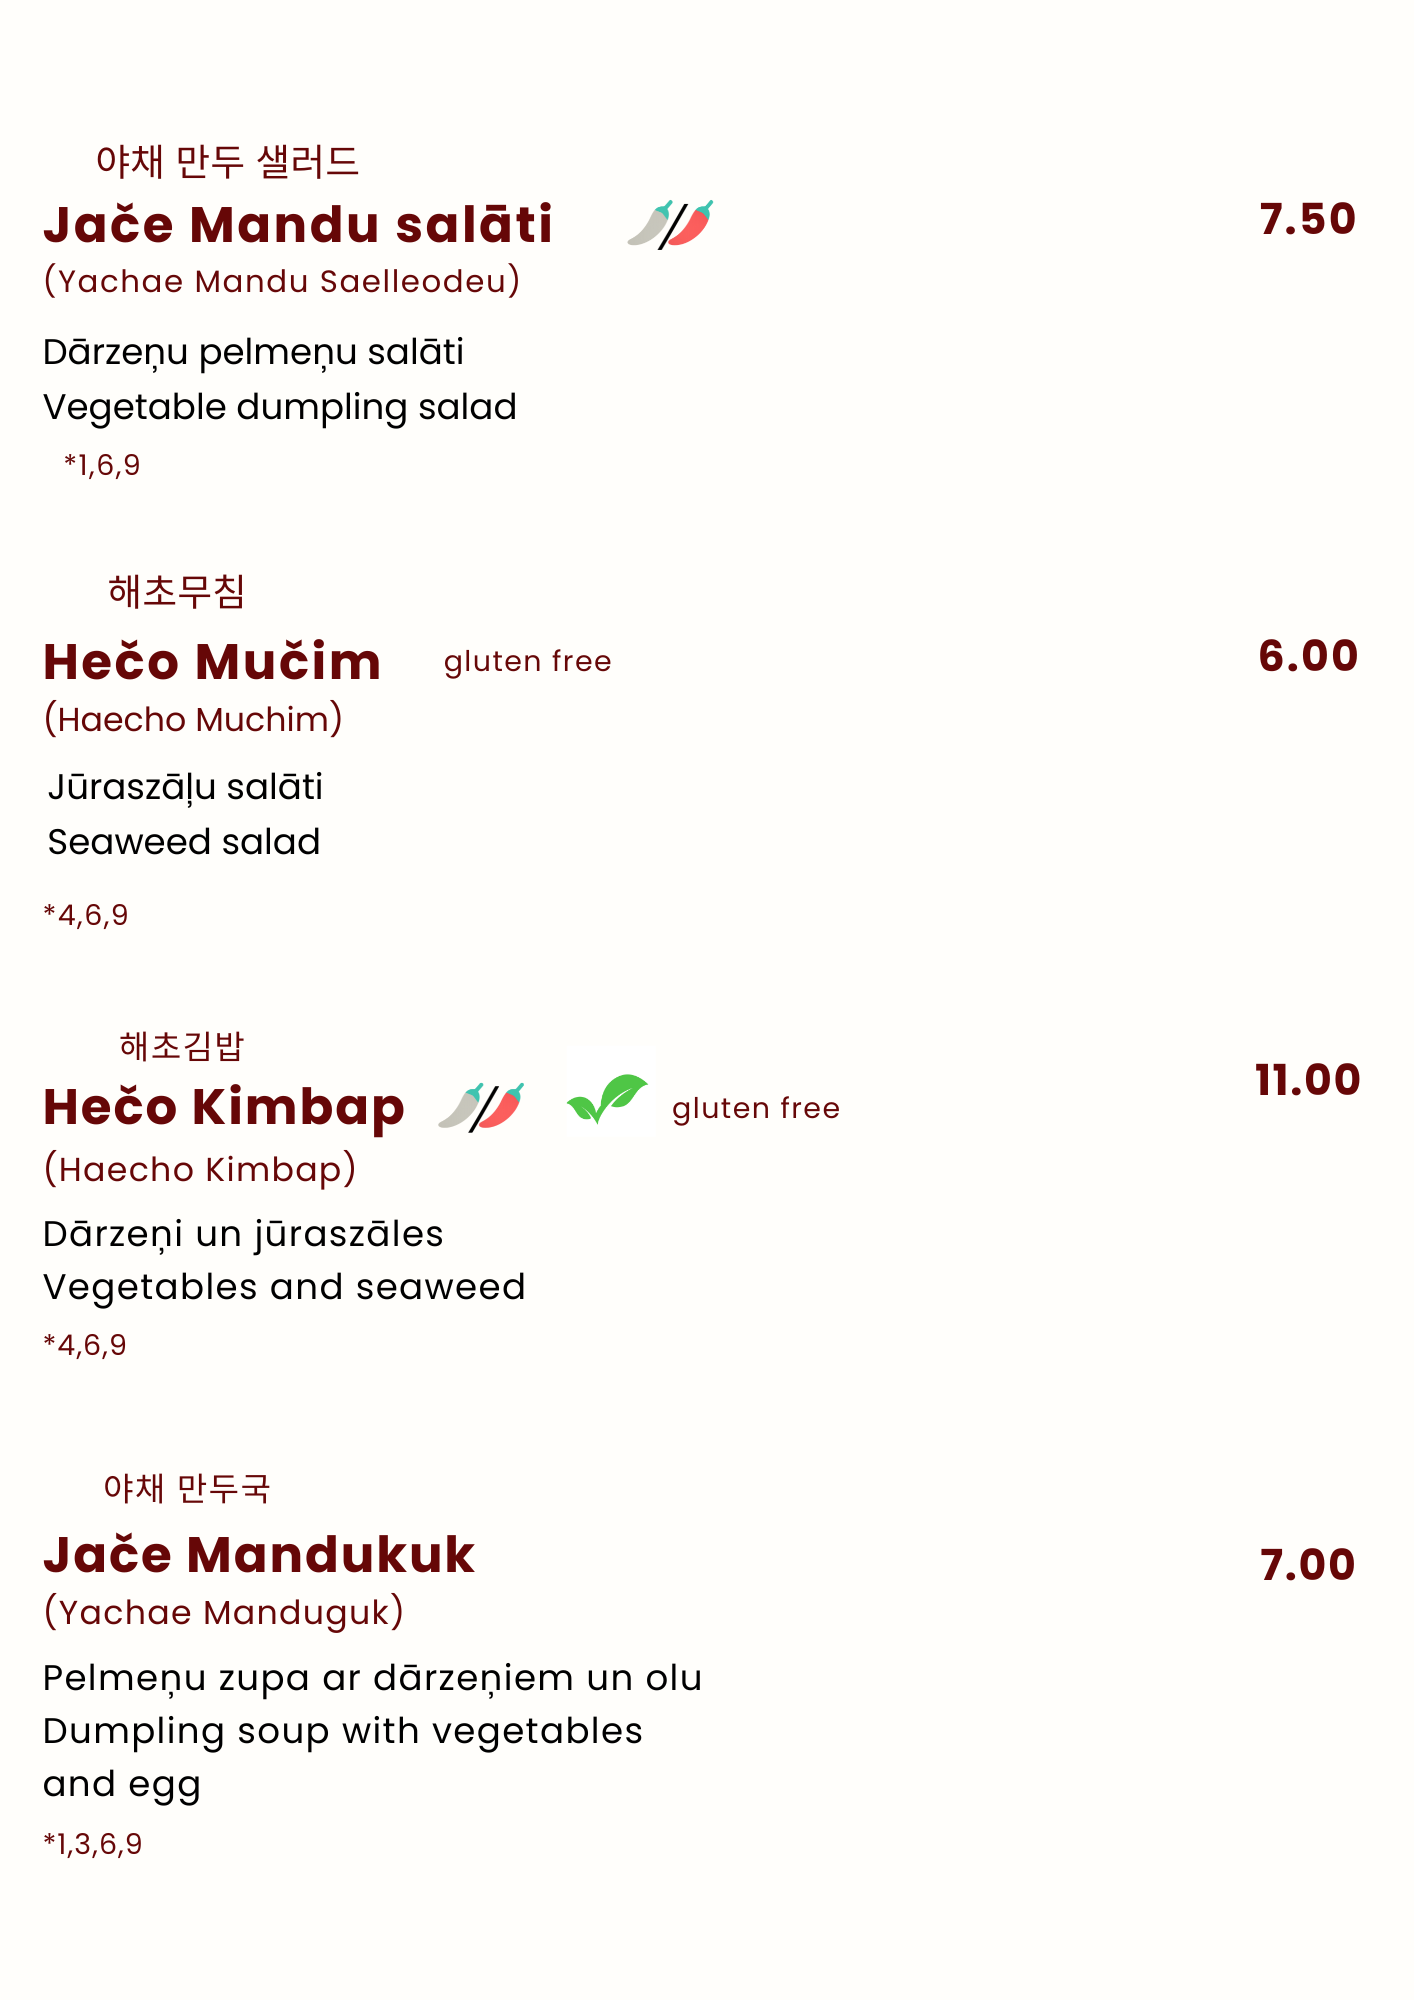 야채 만두 샐러드
Jače Mandu salāti 7.50
(Yachae Mandu Saelleodeu)
Dārzeņu pelmeņu salāti
Vegetable dumpling salad
*1,6,9
해초무침
Hečo Mučim gluten free 6.00
(Haecho Muchim)
Jūraszāļu salāti
Seaweed salad
*4,6,9
해초김밥
Hečo Kimbap gluten free 11.00
(Haecho Kimbap)
Dārzeņi un jūraszāles
Vegetables and seaweed
*4,6,9
야채 만두국
Jače Mandukuk 7.00
(Yachae Manduguk)
Pelmeņu zupa ar dārzeņiem un olu
Dumpling soup with vegetables
and egg
*1,3,6,9